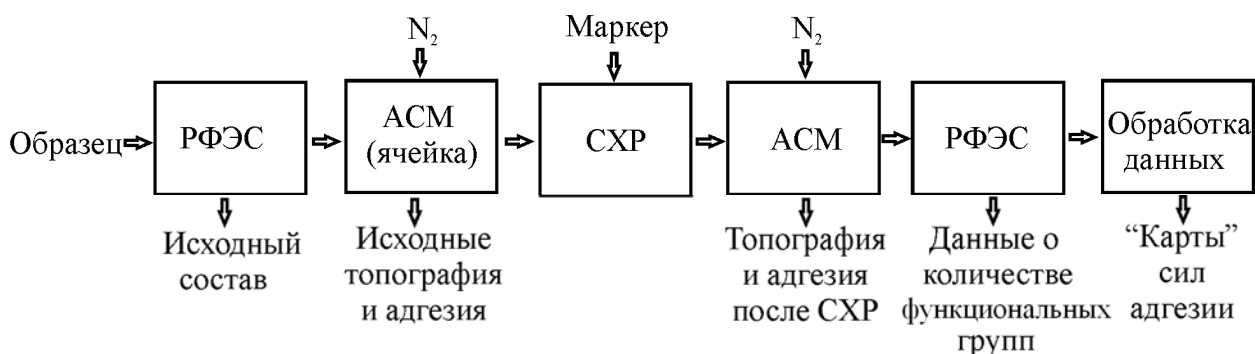 N₂
Маркер
N₂
Образец
РФЭС
АСМ
(ячейка)
СХР
АСМ
РФЭС
Обработка
данных
Исходный
состав
Исходные
топография
и адгезия
Топография
и адгезия
после СХР
Данные о
количестве
функциональных
групп
“Карты”
сил
адгезии